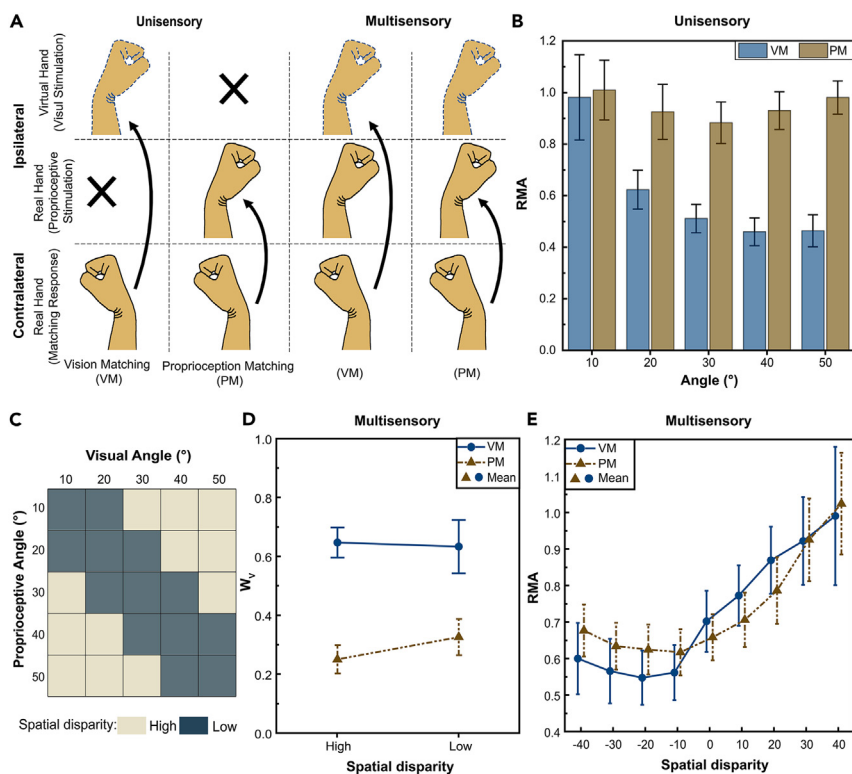 A
Unisensory
Multisensory
Ipsilateral
Virtual Hand
(Visul Stimulation)
Real Hand
(Proprioceptive
Stimulation)
Contralateral
Real Hand
(Matching Response)
Vision Matching
(VM)
Proprioception Matching
(PM)
(VM)
(PM)
B
Unisensory
VM
PM
RMA
1.2
1.0
0.8
0.6
0.4
0.2
0.0
10
20
30
40
50
Angle (°)
C
Visual Angle (°)
10 20 30 40 50
Proprioceptive Angle (°)
10
20
30
40
50
Spatial disparity:
High
Low
D
Multisensory
VM
PM
Mean
Wv
1.0
0.8
0.6
0.4
0.2
0.0
High
Low
Spatial disparity
E
Multisensory
VM
PM
Mean
RMA
1.2
1.1
1.0
0.9
0.8
0.7
0.6
0.5
0.4
-40 -30 -20 -10 0 10 20 30 40
Spatial disparity